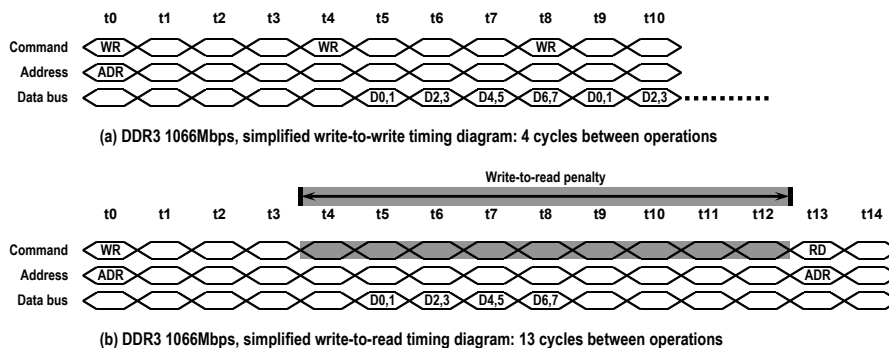 t0 t1 t2 t3 t4 t5 t6 t7 t8 t9 t10
Command WR WR WR
Address ADR
Data bus D0,1 D2,3 D4,5 D6,7 D0,1 D2,3
(a) DDR3 1066Mbps, simplified write-to-write timing diagram: 4 cycles between operations
Write-to-read penalty
t0 t1 t2 t3 t4 t5 t6 t7 t8 t9 t10 t11 t12 t13 t14
Command WR RD
Address ADR ADR
Data bus D0,1 D2,3 D4,5 D6,7
(b) DDR3 1066Mbps, simplified write-to-read timing diagram: 13 cycles between operations